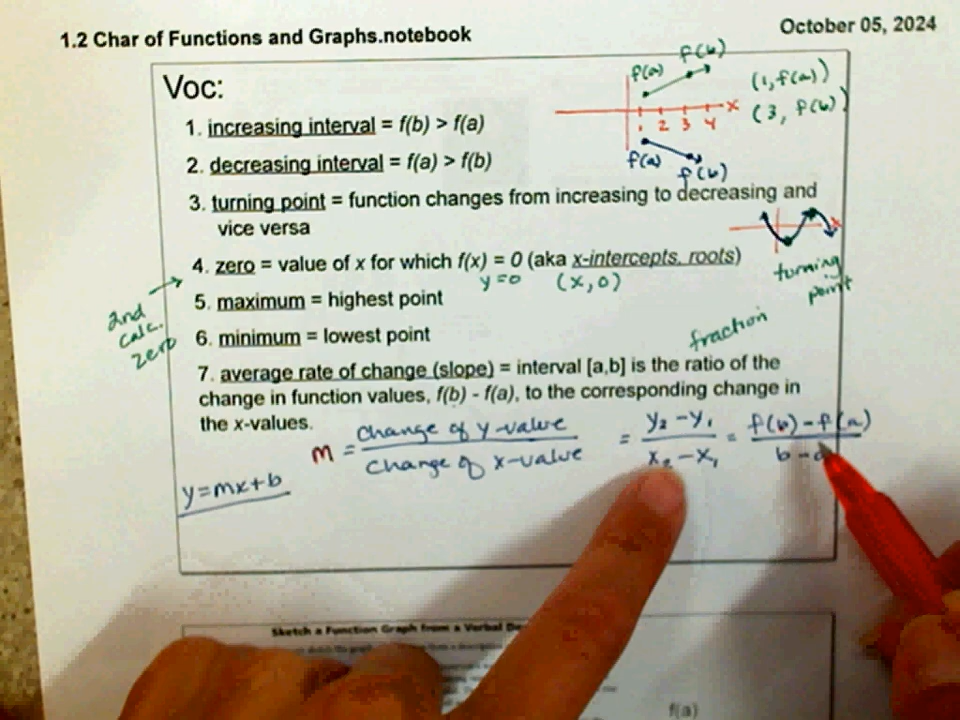 1.2 Char of Functions and Graphs.notebook
October 05, 2024
Voc:
f(a) f(b)
(1, f(a))
(3, f(b))
1 2 3 4 x
f(a)
f(b)
1. increasing interval = f(b) > f(a)
2. decreasing interval = f(a) > f(b)
3. turning point = function changes from increasing to decreasing and
vice versa
x
turning
point
4. zero = value of x for which f(x) = 0 (aka x-intercepts, roots)
y=0 (x,0)
2nd
calc.
zero
5. maximum = highest point
6. minimum = lowest point
fraction
7. average rate of change (slope) = interval [a,b] is the ratio of the
change in function values, f(b) - f(a), to the corresponding change in
the x-values.
m = change of y-value / change of x-value = y₂ - y₁ / x₂ - x₁ = f(b) - f(a) / b - a
y=mx+b
Sketch a Function Graph from a Verbal
f(a)